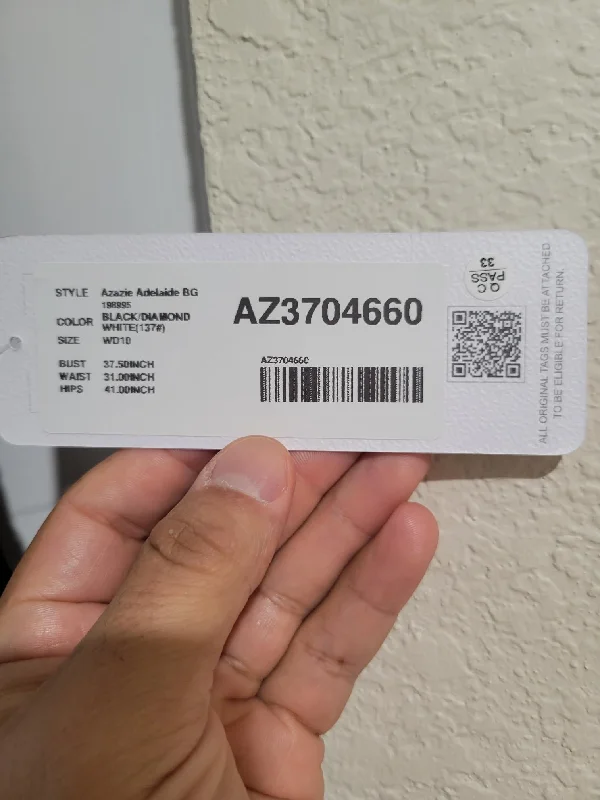 STYLE Azazie Adelaide BG
198995
COLOR BLACK/DIAMOND
WHITE(137#)
SIZE WD10
BUST 37.50INCH
WAIST 31.00INCH
HIPS 41.00INCH
AZ3704660
AZ3704660
Q C
PASS
33
ALL ORIGINAL TAGS MUST BE ATTACHED
TO BE ELIGIBLE FOR RETURN.